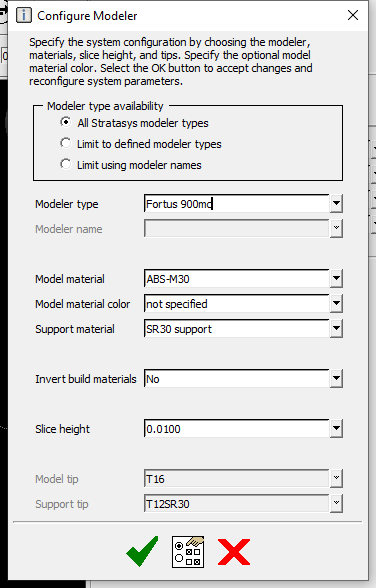 Configure Modeler
Specify the system configuration by choosing the modeler,
materials, slice height, and tips. Specify the optional model
material color. Select the OK button to accept changes and
reconfigure system parameters.
Modeler type availability
All Stratasys modeler types
Limit to defined modeler types
Limit using modeler names
Modeler type Fortus 900mc
Modeler name
Model material ABS-M30
Model material color not specified
Support material SR30 support
Invert build materials No
Slice height 0.0100
Model tip T16
Support tip T12SR30